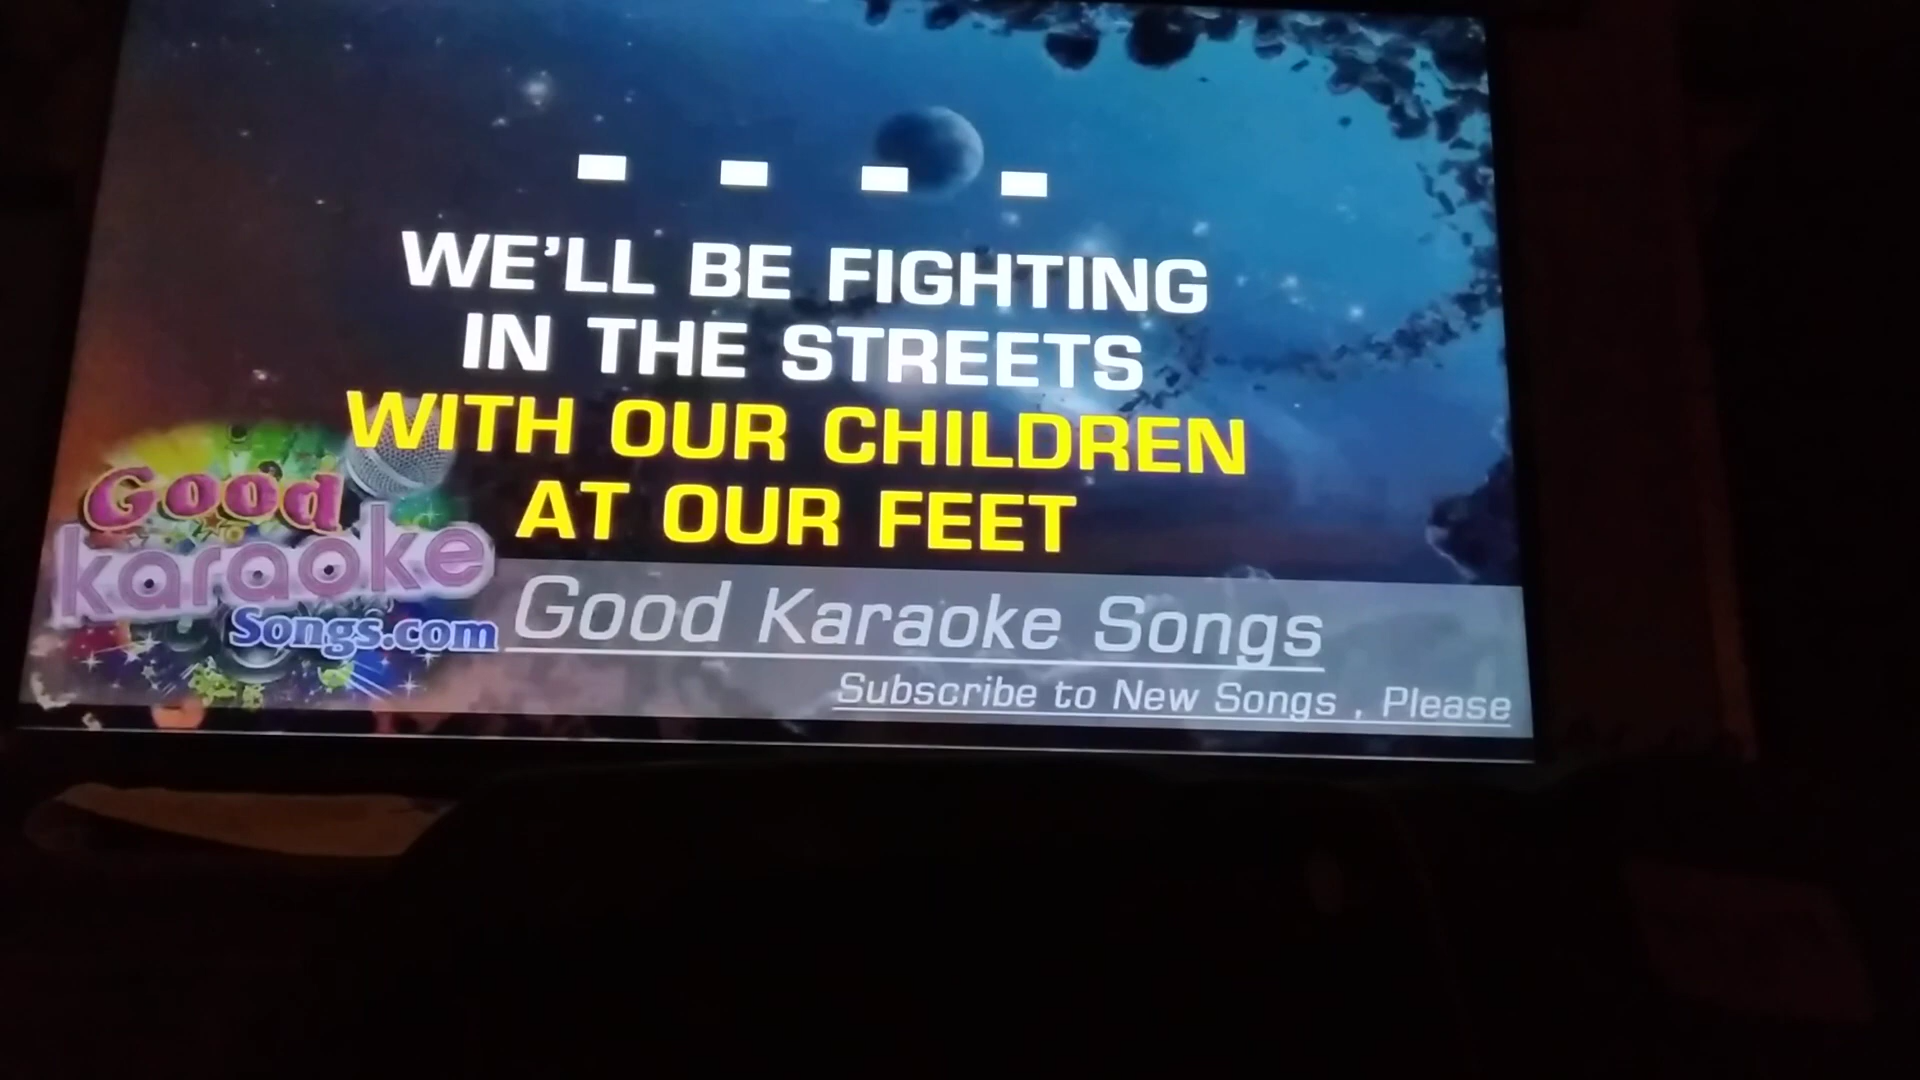 WE'LL BE FIGHTING
IN THE STREETS
WITH OUR CHILDREN
AT OUR FEET
Good
karaoke
Songs.com
Good Karaoke Songs
Subscribe to New Songs , Please